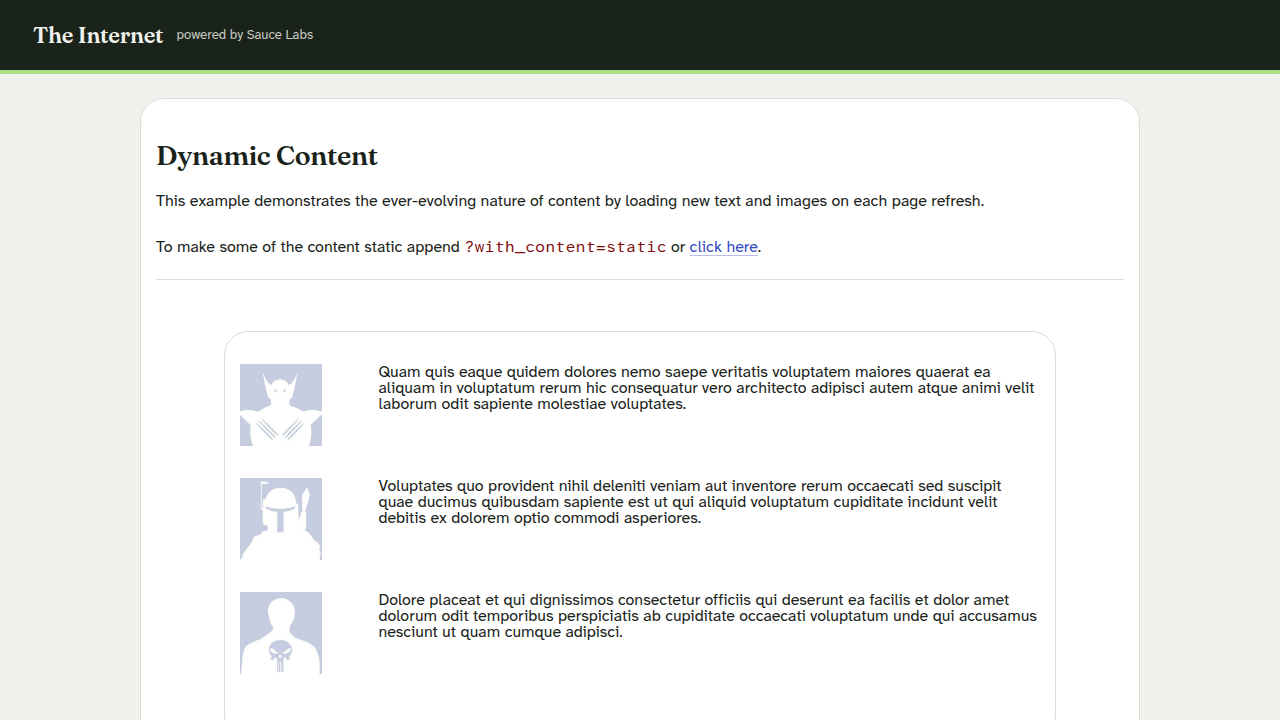 The Internet powered by Sauce Labs
Dynamic Content
This example demonstrates the ever-evolving nature of content by loading new text and images on each page refresh.
To make some of the content static append ?with_content=static or click here.
Quam quis eaque quidem dolores nemo saepe veritatis voluptatem maiores quaerat ea
aliquam in voluptatum rerum hic consequatur vero architecto adipisci autem atque animi velit
laborum odit sapiente molestiae voluptates.
Voluptates quo provident nihil deleniti veniam aut inventore rerum occaecati sed suscipit
quae ducimus quibusdam sapiente est ut qui aliquid voluptatum cupiditate incidunt velit
debitis ex dolorem optio commodi asperiores.
Dolore placeat et qui dignissimos consectetur officiis qui deserunt ea facilis et dolor amet
dolorum odit temporibus perspiciatis ab cupiditate occaecati voluptatum unde qui accusamus
nesciunt ut quam cumque adipisci.